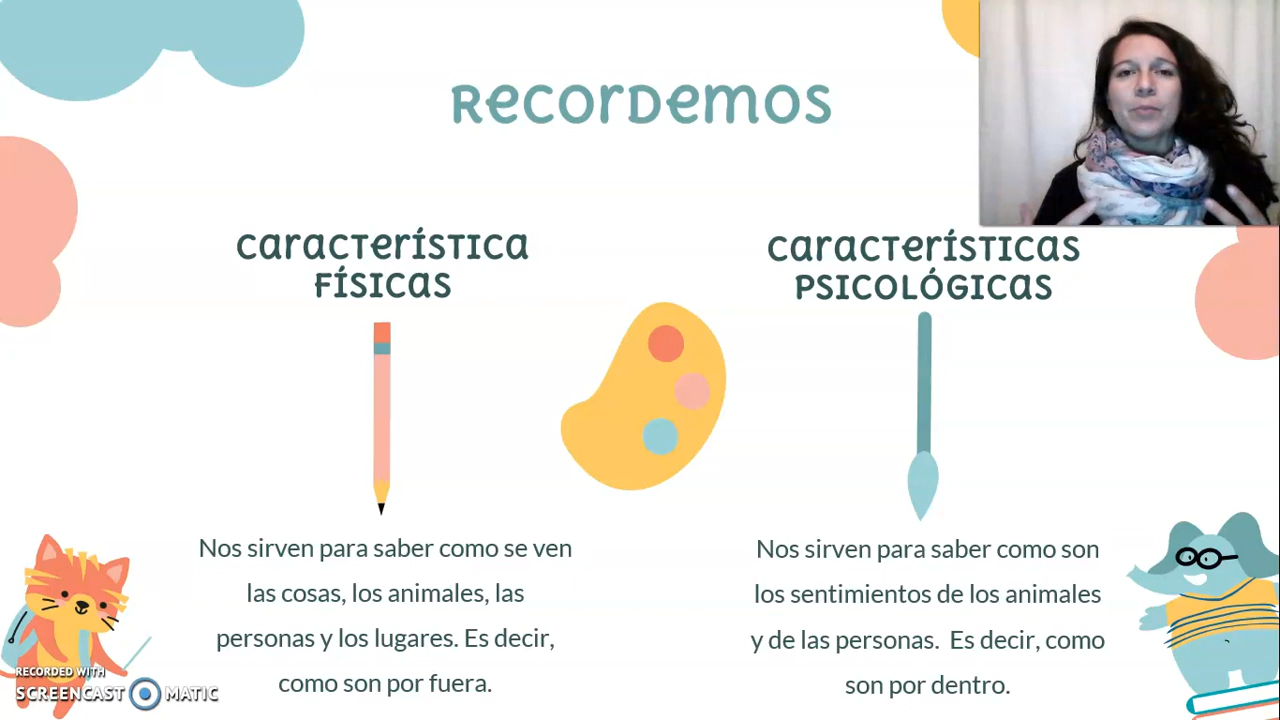 Recordemos
característica
físicas
Nos sirven para saber como se ven
las cosas, los animales, las
personas y los lugares. Es decir,
como son por fuera.
características
psicológicas
Nos sirven para saber como son
los sentimientos de los animales
y de las personas. Es decir, como
son por dentro.
RECORDED WITH
SCREENCAST MATIC